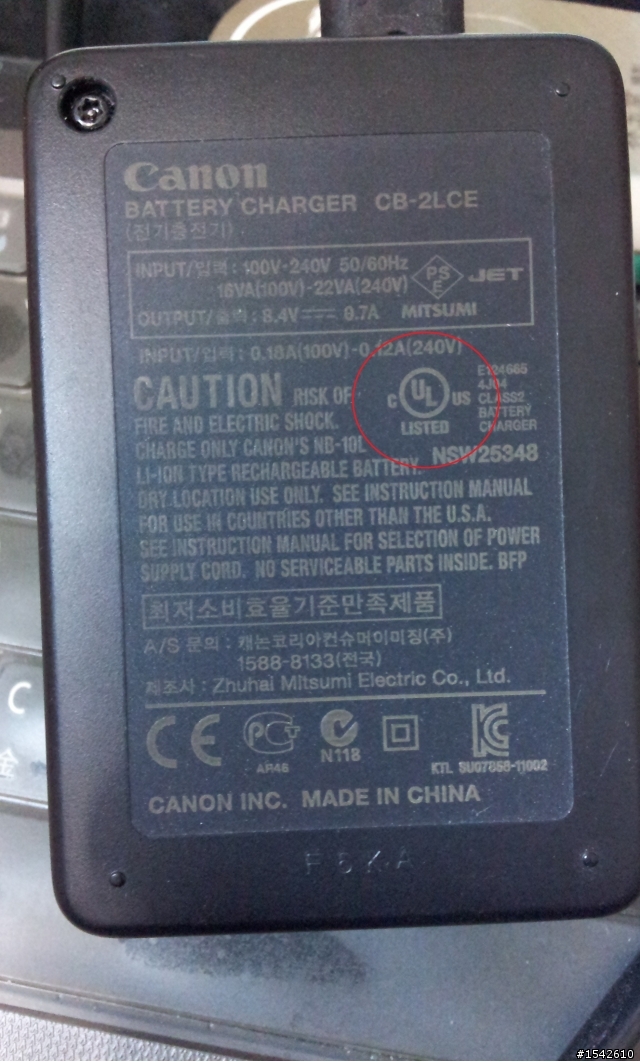 Canon
BATTERY CHARGER CB-2LCE
(전기충전기)
INPUT/입력 : 100V-240V 50/60Hz
18VA(100V)-22VA(240V)
PS
E
JET
OUTPUT/출력 : 8.4V 0.7A MITSUMI
INPUT/입력 : 0.18A(100V)-0.12A(240V)
CAUTION RISK OF
FIRE AND ELECTRIC SHOCK.
C UL US
LISTED
E124665
4J04
CLASS2
BATTERY
CHARGER
CHARGE ONLY CANON'S NB-10L
NSW25348
LI-ION TYPE RECHARGEABLE BATTERY.
DRY LOCATION USE ONLY. SEE INSTRUCTION MANUAL
FOR USE IN COUNTRIES OTHER THAN THE U.S.A.
SEE INSTRUCTION MANUAL FOR SELECTION OF POWER
SUPPLY CORD. NO SERVICEABLE PARTS INSIDE. BFP
최저소비효율기준만족제품
A/S 문의 : 캐논코리아컨슈머이미징(주)
1588-8133(전국)
제조사 : Zhuhai Mitsumi Electric Co., Ltd.
CE
N118
KTL SU07858-11002
CANON INC. MADE IN CHINA
C
金
#1542610